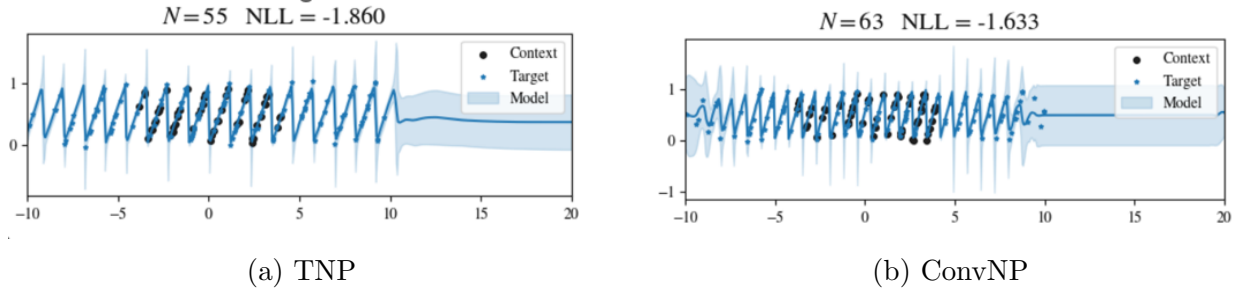 N=55 NLL = -1.860
Context
Target
Model
1
0
-10 -5 0 5 10 15 20
(a) TNP
N=63 NLL = -1.633
Context
Target
Model
1
0
-1
-10 -5 0 5 10 15 20
(b) ConvNP